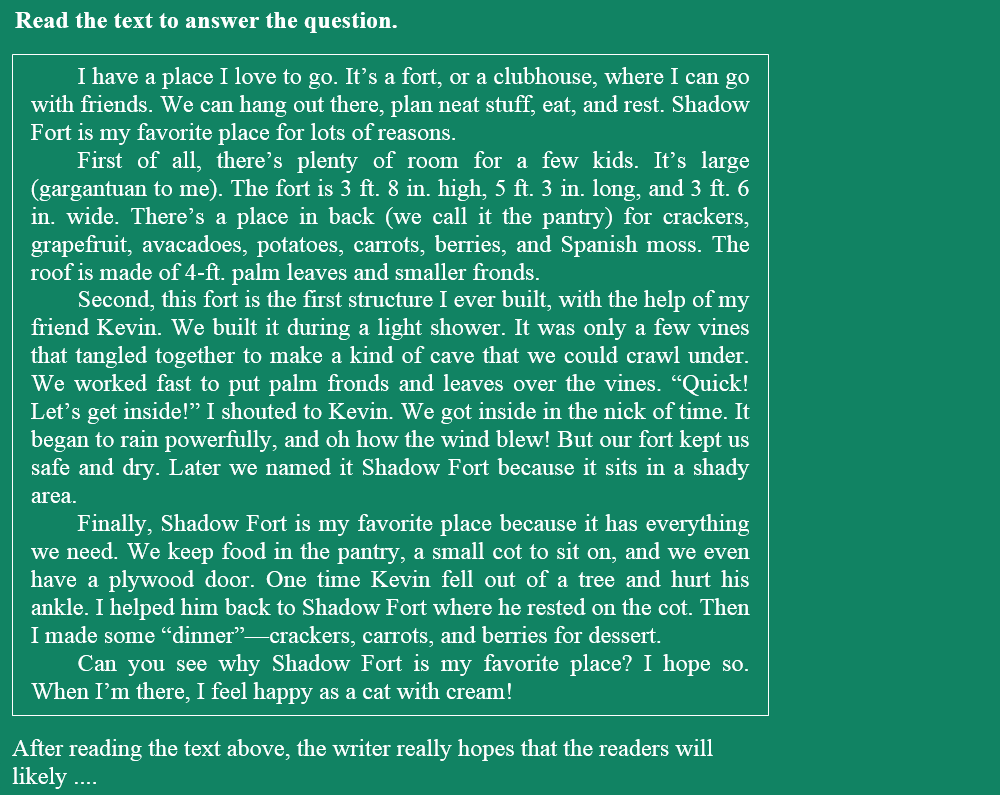 Read the text to answer the question.
I have a place I love to go. It’s a fort, or a clubhouse, where I can go
with friends. We can hang out there, plan neat stuff, eat, and rest. Shadow
Fort is my favorite place for lots of reasons.
First of all, there’s plenty of room for a few kids. It’s large
(gargantuan to me). The fort is 3 ft. 8 in. high, 5 ft. 3 in. long, and 3 ft. 6
in. wide. There’s a place in back (we call it the pantry) for crackers,
grapefruit, avacadoes, potatoes, carrots, berries, and Spanish moss. The
roof is made of 4-ft. palm leaves and smaller fronds.
Second, this fort is the first structure I ever built, with the help of my
friend Kevin. We built it during a light shower. It was only a few vines
that tangled together to make a kind of cave that we could crawl under.
We worked fast to put palm fronds and leaves over the vines. “Quick!
Let’s get inside!” I shouted to Kevin. We got inside in the nick of time. It
began to rain powerfully, and oh how the wind blew! But our fort kept us
safe and dry. Later we named it Shadow Fort because it sits in a shady
area.
Finally, Shadow Fort is my favorite place because it has everything
we need. We keep food in the pantry, a small cot to sit on, and we even
have a plywood door. One time Kevin fell out of a tree and hurt his
ankle. I helped him back to Shadow Fort where he rested on the cot. Then
I made some “dinner”—crackers, carrots, and berries for dessert.
Can you see why Shadow Fort is my favorite place? I hope so.
When I’m there, I feel happy as a cat with cream!
After reading the text above, the writer really hopes that the readers will
likely ....